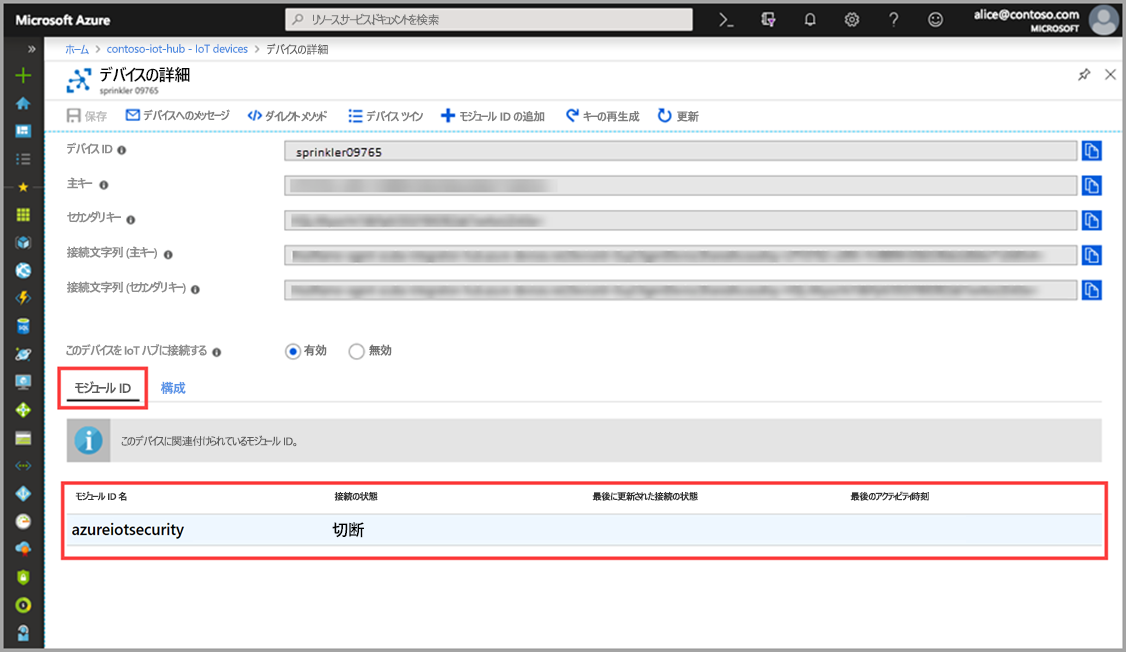 Microsoft Azure
リソースサービスドキュメントを検索
alice@contoso.com
MICROSOFT
ホーム > contoso-iot-hub - IoT devices > デバイスの詳細
デバイスの詳細
sprinkler 09765
保存 デバイスへのメッセージ ダイレクトメソッド デバイス ツイン モジュール ID の追加 キーの再生成 更新
デバイス ID
sprinkler09765
主キー
セカンダリキー
接続文字列 (主キー)
接続文字列 (セカンダリキー)
このデバイスを IoT ハブに接続する 有効 無効
モジュール ID 構成
このデバイスに関連付けられているモジュール ID。
モジュール ID 名 接続の状態 最後に更新された接続の状態 最後のアクティビティ時刻
azureiotsecurity 切断